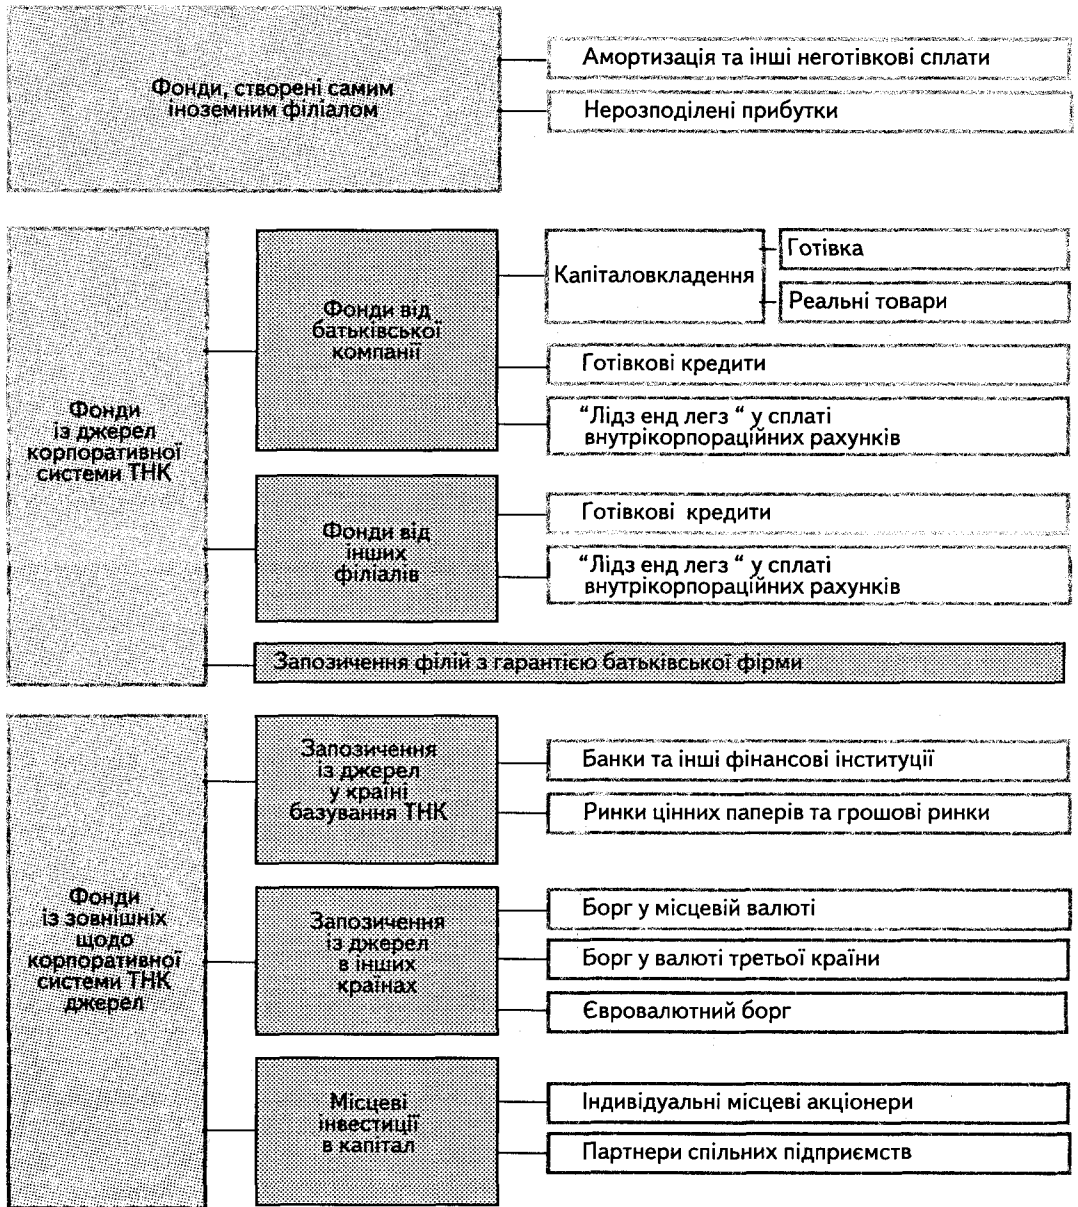 Фонди, створені самим
іноземним філіалом
Амортизація та інші неготівкові сплати
Нерозподілені прибутки
Фонди
із джерел
корпоративної
системи ТНК
Фонди від
батьківської
компанії
Капіталовкладення
Готівка
Реальні товари
Готівкові кредити
“Лідз енд легз “ у сплаті
внутрікорпораційних рахунків
Фонди від
інших
філіалів
Готівкові кредити
“Лідз енд легз “ у сплаті
внутрікорпораційних рахунків
Запозичення філій з гарантією батьківської фірми
Фонди
із зовнішніх
щодо
корпоративної
системи ТНК
джерел
Запозичення
із джерел
у країні
базування ТНК
Банки та інші фінансові інституції
Ринки цінних паперів та грошові ринки
Запозичення
із джерел
в інших
країнах
Борг у місцевій валюті
Борг у валюті третьої країни
Євровалютний борг
Місцеві
інвестиції
в капітал
Індивідуальні місцеві акціонери
Партнери спільних підприємств